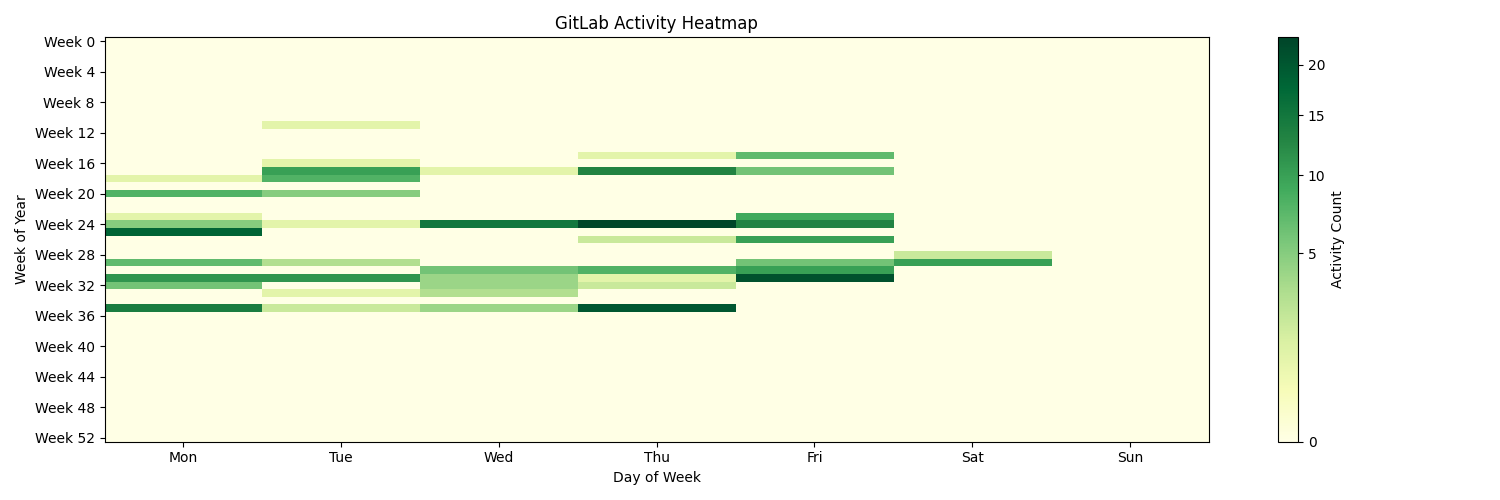 GitLab Activity Heatmap
Week 0
Week 4
Week 8
Week 12
Week 16
Week 20
Week 24
Week 28
Week 32
Week 36
Week 40
Week 44
Week 48
Week 52
Week of Year
Mon Tue Wed Thu Fri Sat Sun
Day of Week
20
15
10
5
0
Activity Count